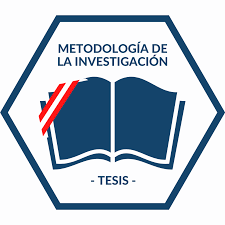 METODOLOGÍA DE
LA INVESTIGACIÓN
- TESIS -